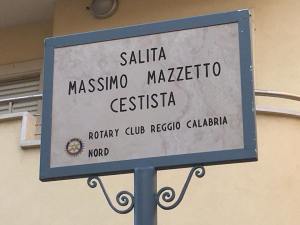 SALITA
MASSIMO MAZZETTO
CESTISTA
ROTARY CLUB REGGIO CALABRIA
NORD